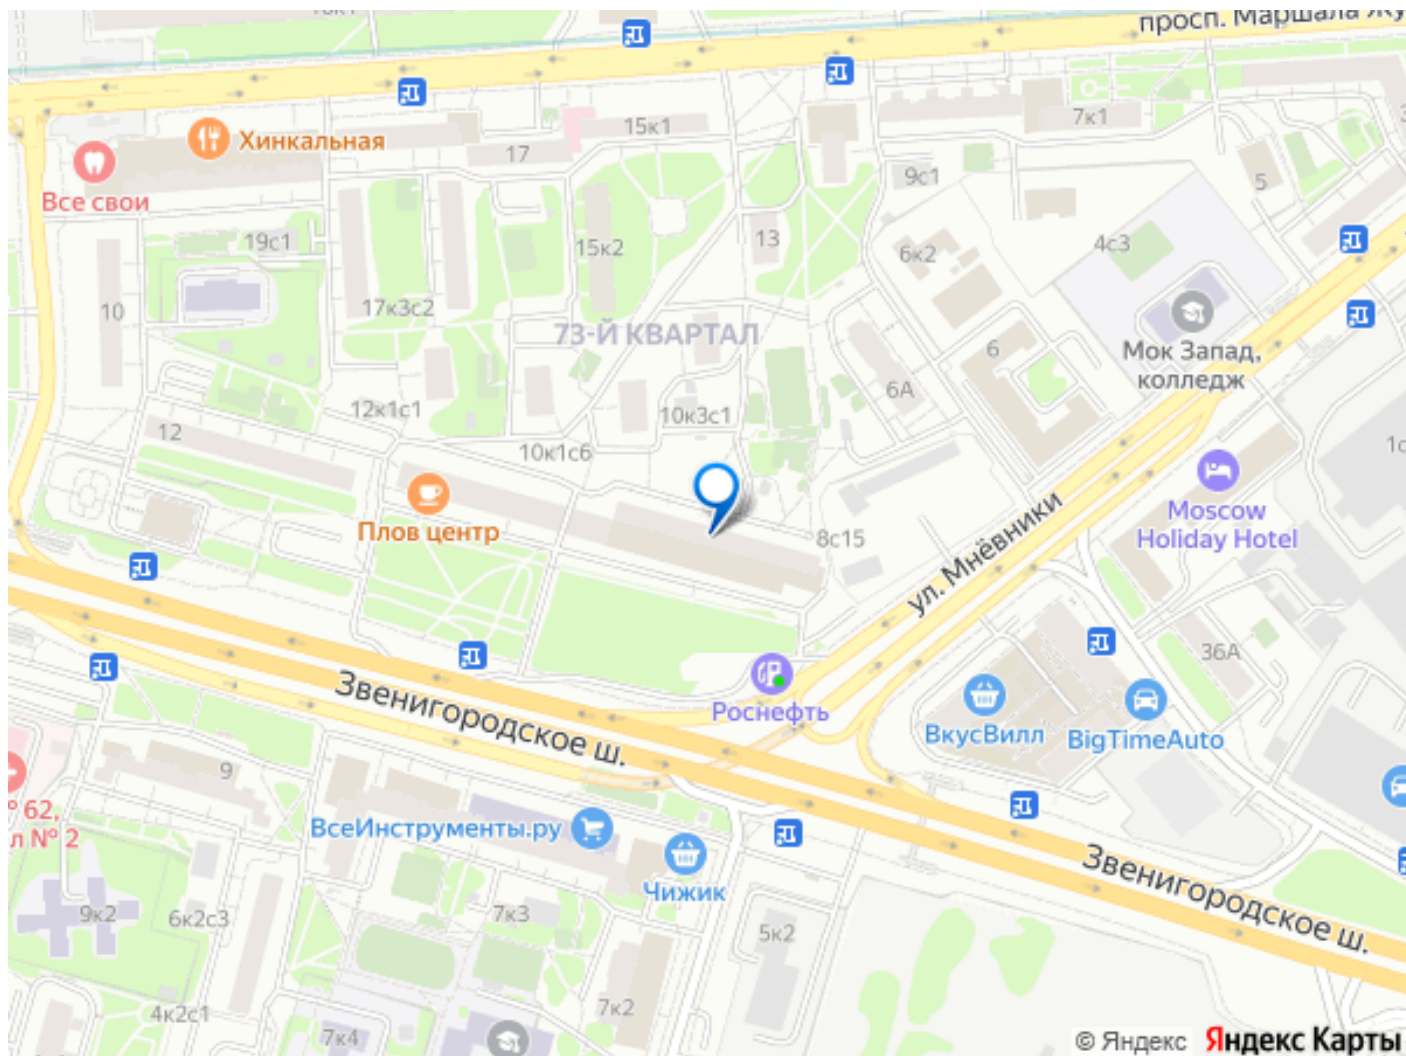 просп. Маршала Жу
15к1
7к1
Хинкальная
17
9с1
5
Все свои
19с1
15к2
13
6к2
4с3
10
17к3с2
73-Й КВАРТАЛ
6
Мок Запад,
колледж
6А
12к1с1
10к3с1
12
10к1с6
Плов центр
8с15
ул. Мнёвники
Moscow
Holiday Hotel
36А
Звенигородское ш.
Роснефть
ВкусВилл
BigTimeAuto
9
№ 62,
л № 2
ВсеИнструменты.ру
Чижик
Звенигородское ш.
9к2
6к2с3
7к3
5к2
4к2с1
7к2
7к4
© Яндекс
Яндекс Карты